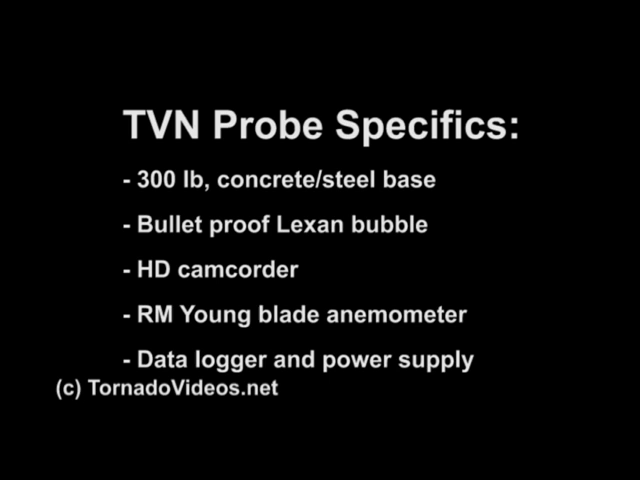 TVN Probe Specifics:
- 300 lb, concrete/steel base
- Bullet proof Lexan bubble
- HD camcorder
- RM Young blade anemometer
- Data logger and power supply
(c) TornadoVideos.net